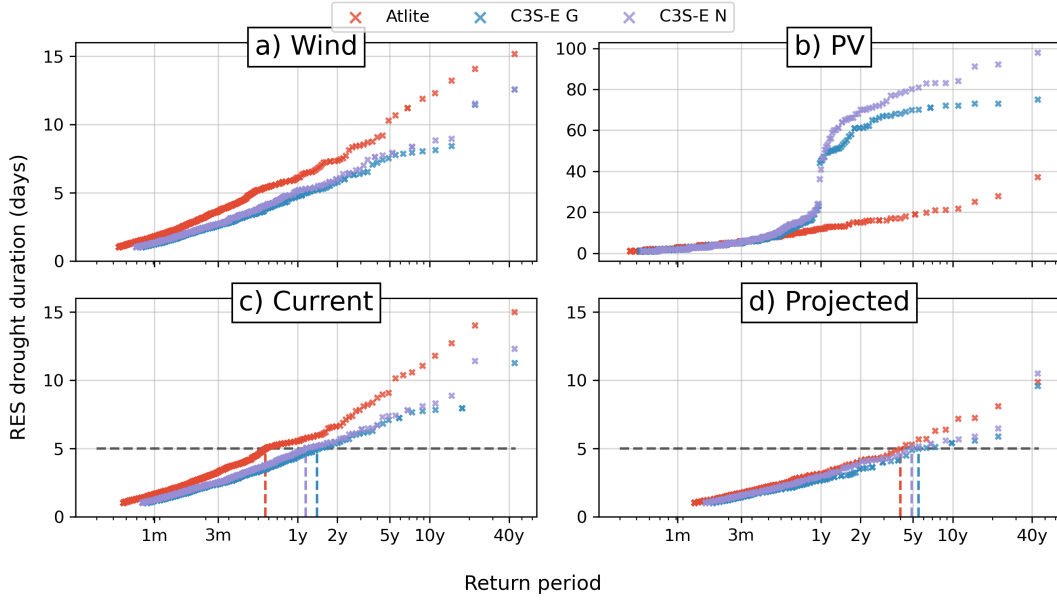 Atlite C3S-E G C3S-E N
a) Wind
b) PV
15
10
5
0
100
80
60
40
20
0
RES drought duration (days)
c) Current
d) Projected
15
10
5
0
1m 3m 1y 2y 5y 10y 40y
15
10
5
0
1m 3m 1y 2y 5y 10y 40y
Return period